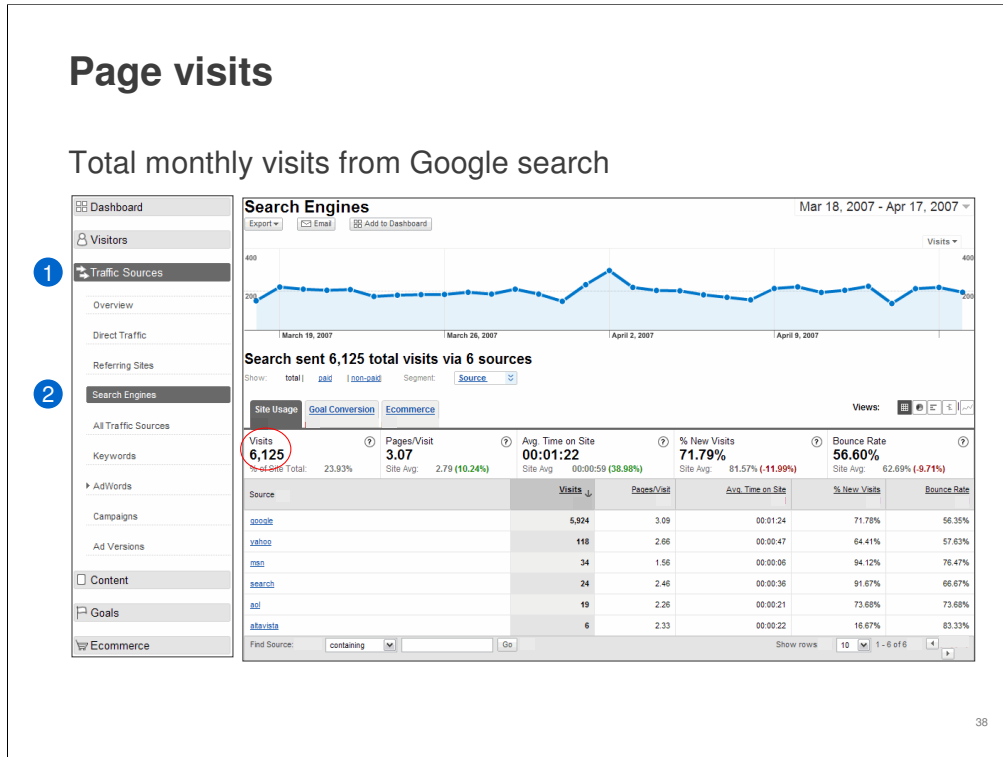 Page visits
Total monthly visits from Google search
Dashboard
Visitors
1
Traffic Sources
Overview
Direct Traffic
Referring Sites
2
Search Engines
All Traffic Sources
Keywords
AdWords
Campaigns
Ad Versions
Content
Goals
Ecommerce
Search Engines
Mar 18, 2007 - Apr 17, 2007
Export Email Add to Dashboard
Visits
400 400
200 200
March 19, 2007 March 26, 2007 April 2, 2007 April 9, 2007
Search sent 6,125 total visits via 6 sources
Show: total | paid | non-paid Segment: Source
Site Usage Goal Conversion Ecommerce Views:
Visits ? Pages/Visit ? Avg. Time on Site ? % New Visits ? Bounce Rate ?
6,125 3.07 00:01:22 71.79% 56.60%
% of Site Total: 23.93% Site Avg: 2.79 (10.24%) Site Avg: 00:00:59 (38.98%) Site Avg: 81.57% (-11.99%) Site Avg: 62.69% (-9.71%)
Source Visits ↓ Pages/Visit Avg. Time on Site % New Visits Bounce Rate
google 5,924 3.09 00:01:24 71.78% 56.35%
yahoo 118 2.66 00:00:47 64.41% 57.63%
msn 34 1.56 00:00:06 94.12% 76.47%
search 24 2.46 00:00:36 91.67% 66.67%
aol 19 2.26 00:00:21 73.68% 73.68%
altavista 6 2.33 00:00:22 16.67% 83.33%
Find Source: containing Go Show rows 10 1 - 6 of 6
38